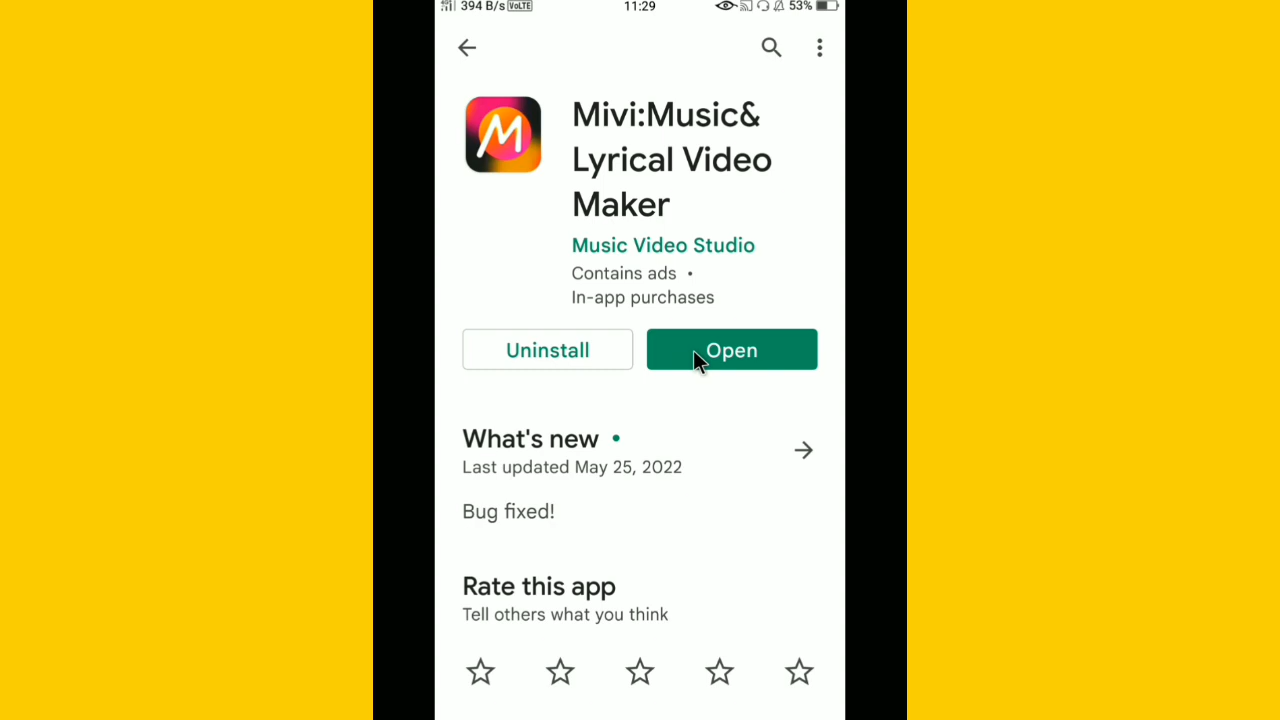 394 B/s VoLTE 11:29 53%
Mivi:Music&
Lyrical Video
Maker
Music Video Studio
Contains ads •
In-app purchases
Uninstall
Open
What's new •
Last updated May 25, 2022
Bug fixed!
Rate this app
Tell others what you think